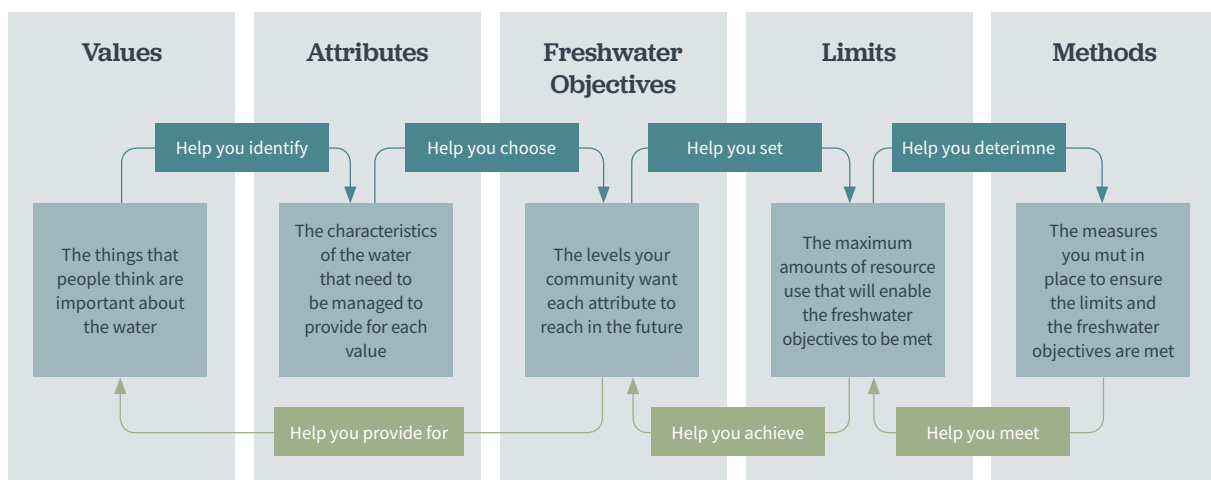 Values
Attributes
Freshwater
Objectives
Limits
Methods
Help you identify
Help you choose
Help you set
Help you deterimne
The things that
people think are
important about
the water
The characteristics
of the water
that need to
be managed to
provide for each
value
The levels your
community want
each attribute to
reach in the future
The maximum
amounts of resource
use that will enable
the freshwater
objectives to be met
The measures
you mut in
place to ensure
the limits and
the freshwater
objectives are met
Help you provide for
Help you achieve
Help you meet